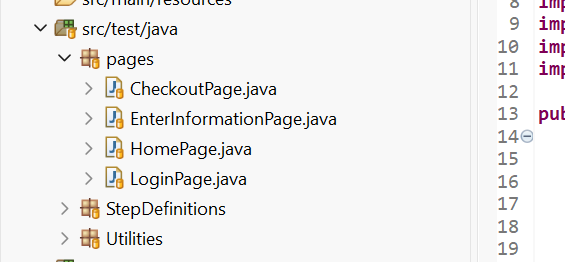 src/main/resources
src/test/java
pages
CheckoutPage.java
EnterInformationPage.java
HomePage.java
LoginPage.java
StepDefinitions
Utilities
8 imp
9 imp
10 imp
11 imp
12
13 pub
14
15
16
17
18
19